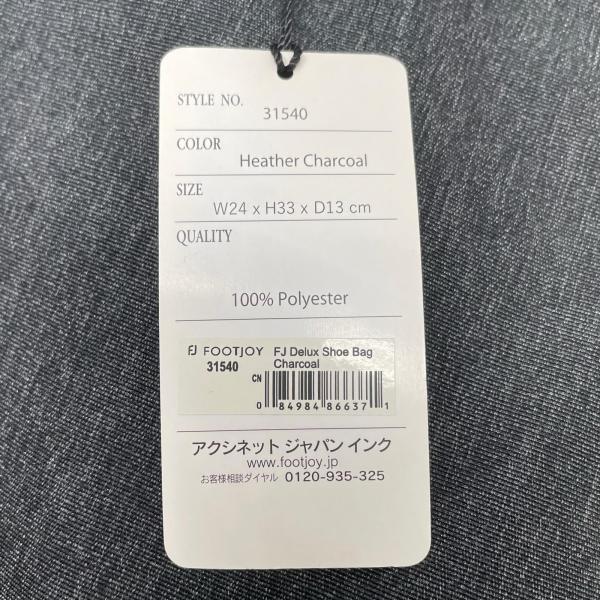 STYLE NO.
31540
COLOR
Heather Charcoal
SIZE
W24 x H33 x D13 cm
QUALITY
100% Polyester
FJ FOOTJOY FJ Delux Shoe Bag
31540 Charcoal
CN
0 84984 86637 1
アクシネット ジャパン インク
www.footjoy.jp
お客様相談ダイヤル 0120-935-325